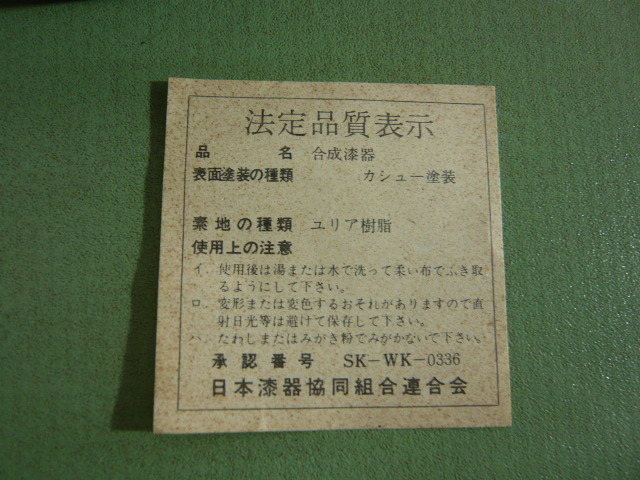 法定品質表示
品 名 合成漆器
表面塗装の種類 カシュー塗装
素地の種類 ユリア樹脂
使用上の注意
イ. 使用後は湯または水で洗って柔い布でふき取
るようにして下さい。
ロ. 変形または変色するおそれがありますので直
射日光等は避けて保存して下さい。
ハ. たわしまたはみがき粉でみがかないで下さい。
承認番号 SK-WK-0336
日本漆器協同組合連合会